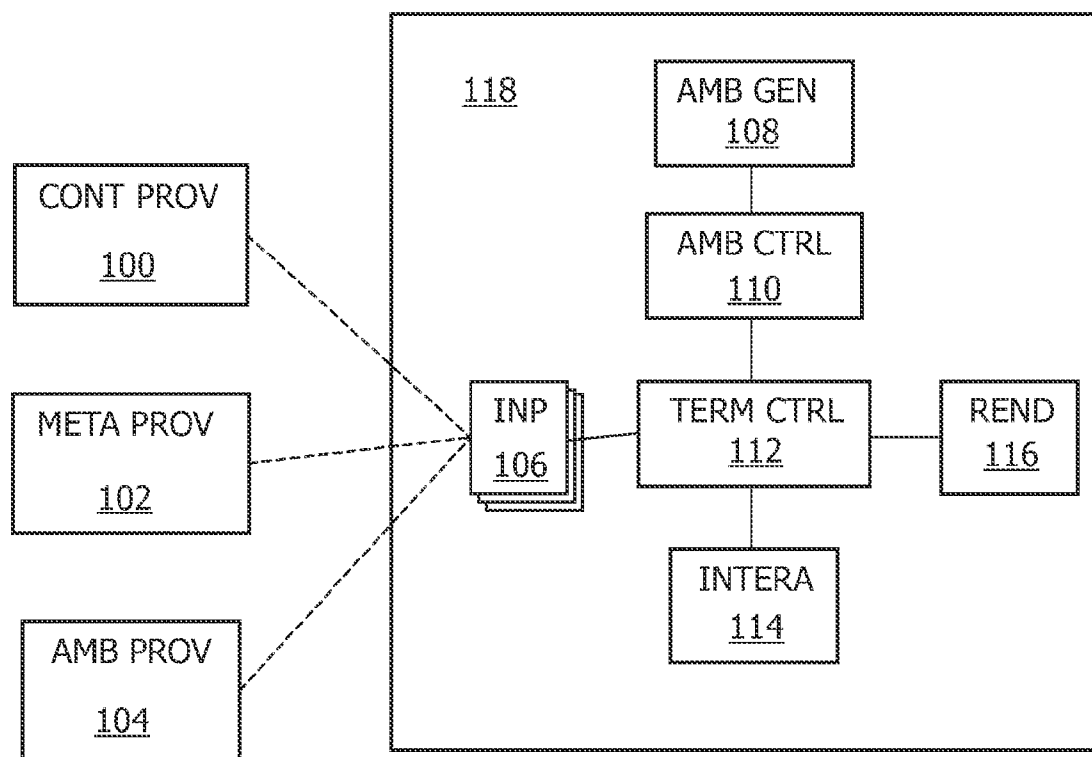 CONT PROV
100
META PROV
102
AMB PROV
104
118
AMB GEN
108
AMB CTRL
110
INP
106
TERM CTRL
112
REND
116
INTERA
114